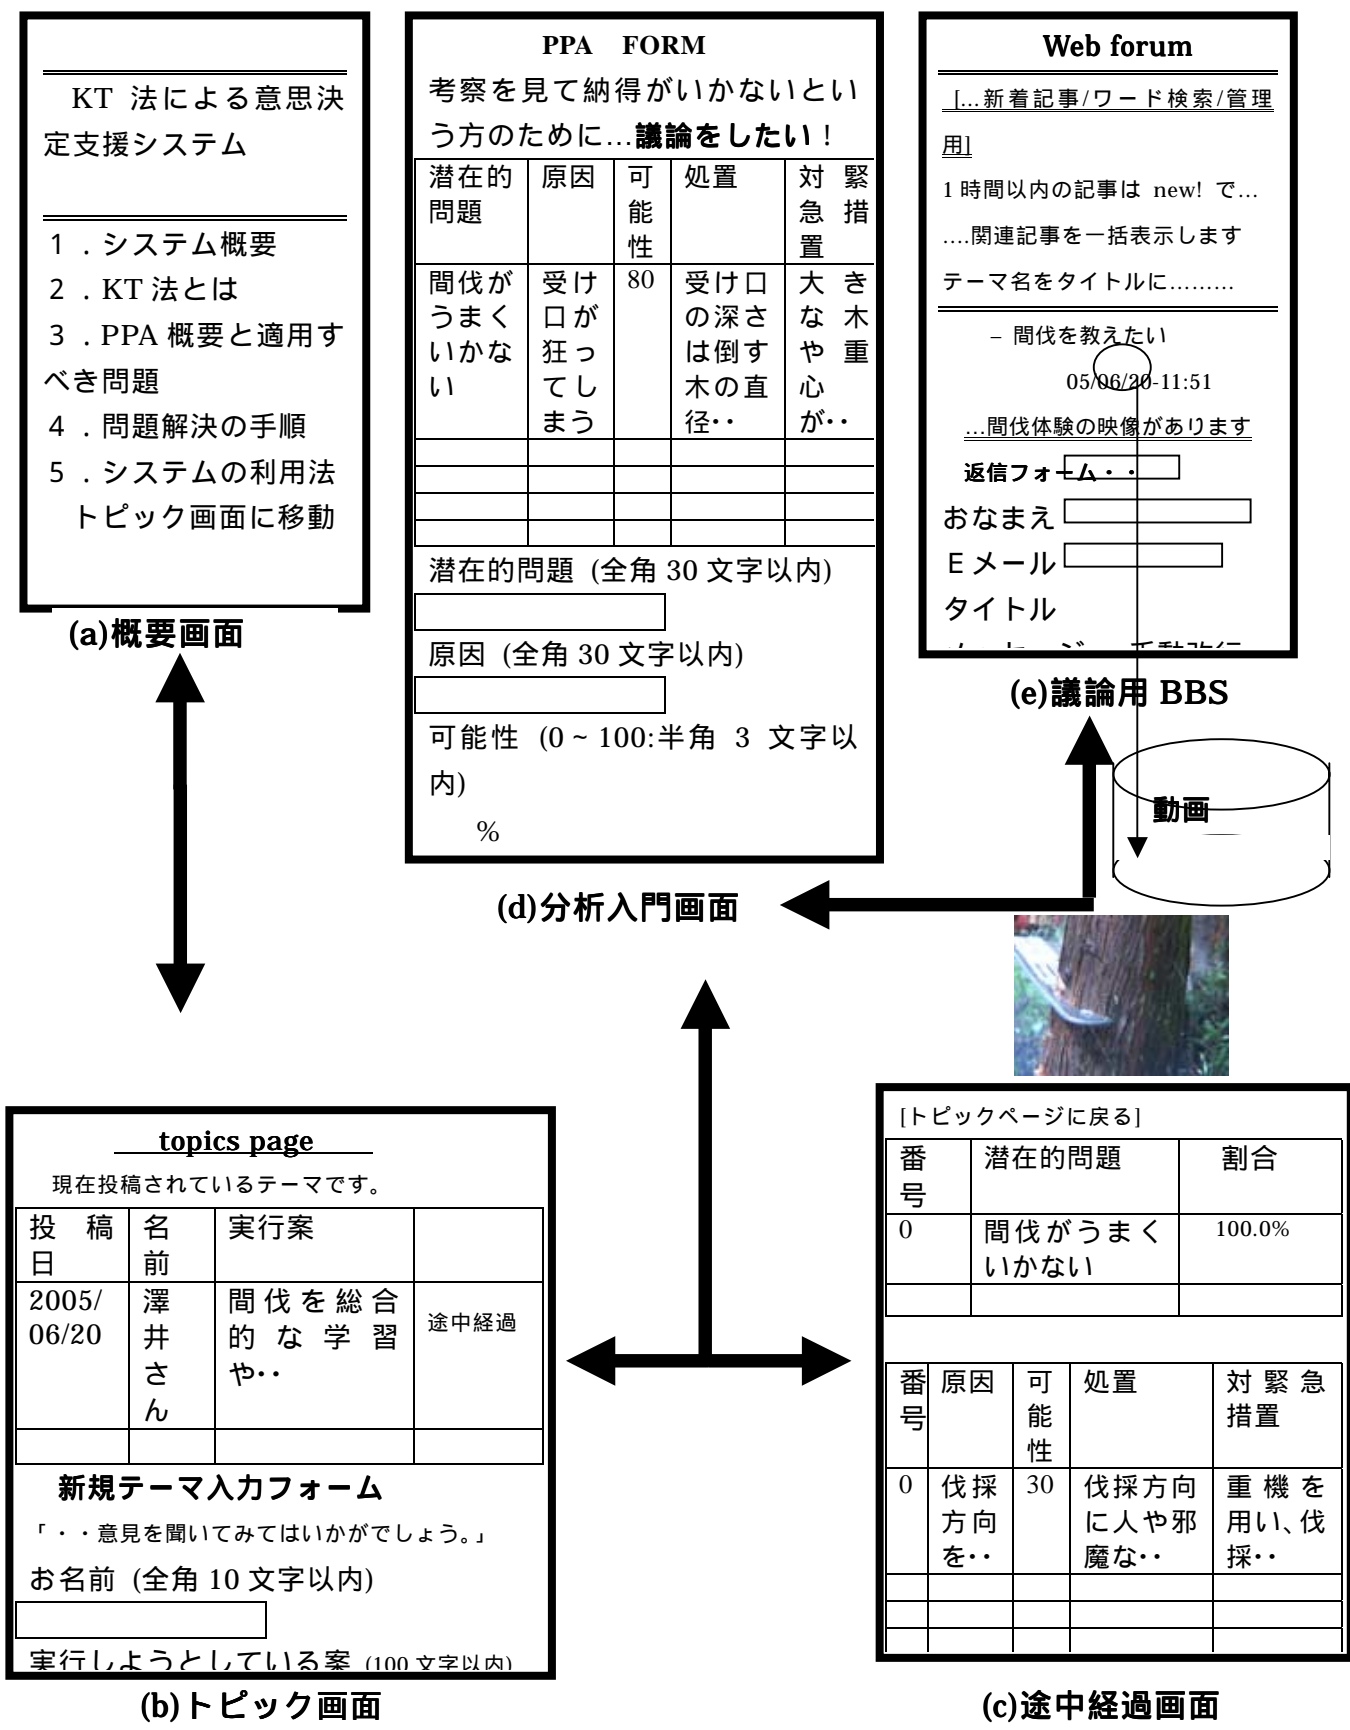 KT 法による意思決
定支援システム
1．システム概要
2．KT 法とは
3．PPA 概要と適用す
べき問題
4．問題解決の手順
5．システムの利用法
トピック画面に移動
(a)概要画面
PPA FORM
考察を見て納得がいかないとい
う方のために…議論をしたい！
潜在的 原因 可 処置 対 緊
問題 能 急 措
性 置
間伐が 受け 80 受け口 大 き
うまく 口が の深さ な 木
いかな 狂っ は倒す や 重
い てし 木の直 心
まう 径・・ が・・
潜在的問題 (全角 30 文字以内)
原因 (全角 30 文字以内)
可能性 (0～100:半角 3 文字以
内)
%
(d)分析入門画面
Web forum
[…新着記事/ワード検索/管理
用]
1 時間以内の記事は new! で…
….関連記事を一括表示します
テーマ名をタイトルに………
– 間伐を教えたい
05/06/20-11:51
…間伐体験の映像があります
返信フォーム・・
おなまえ
Ｅメール
タイトル
(e)議論用 BBS
動画
topics page
現在投稿されているテーマです。
投 稿 名 実行案
日 前
2005/ 澤 間伐を総合 途中経過
06/20 井 的な学習
さ や・・
ん
新規テーマ入力フォーム
「・・意見を聞いてみてはいかがでしょう。」
お名前 (全角 10 文字以内)
実行しようとしている案 (100 文字以内)
(b)トピック画面
[トピックページに戻る]
番 潜在的問題 割合
号
0 間伐がうまく 100.0%
いかない
番 原因 可 処置 対緊急
号 能 措置
性
0 伐採 30 伐採方向 重機を
方向 に人や邪 用い、伐
を・・ 魔な・・ 採・・
(c)途中経過画面